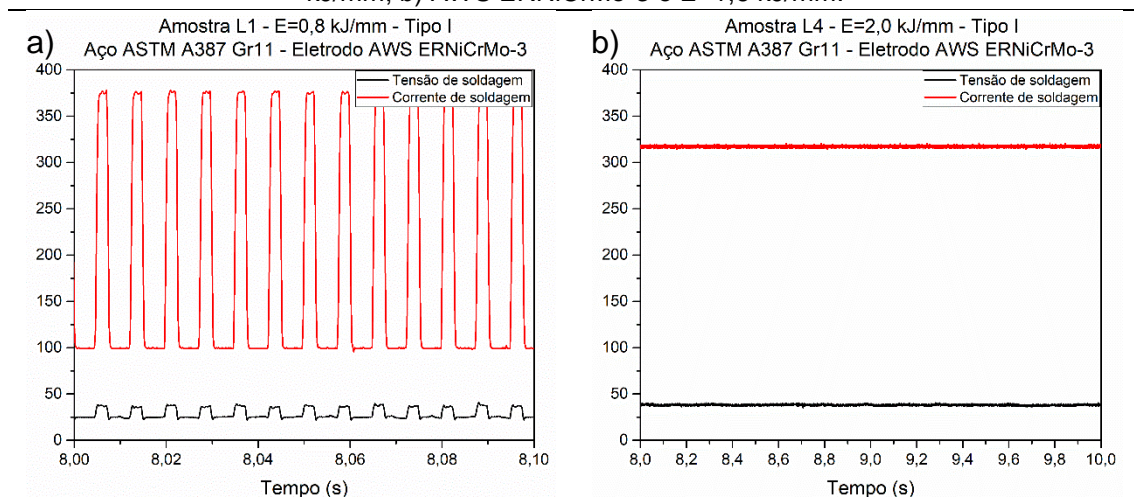 a)
Amostra L1 - E=0,8 kJ/mm - Tipo I
Aço ASTM A387 Gr11 - Eletrodo AWS ERNiCrMo-3
400
350
300
250
200
150
100
50
0
Tensão de soldagem
Corrente de soldagem
8,00 8,02 8,04 8,06 8,08 8,10
Tempo (s)
b)
Amostra L4 - E=2,0 kJ/mm - Tipo I
Aço ASTM A387 Gr11 - Eletrodo AWS ERNiCrMo-3
400
350
300
250
200
150
100
50
0
Tensão de soldagem
Corrente de soldagem
8,0 8,2 8,4 8,6 8,8 9,0 9,2 9,4 9,6 9,8 10,0
Tempo (s)